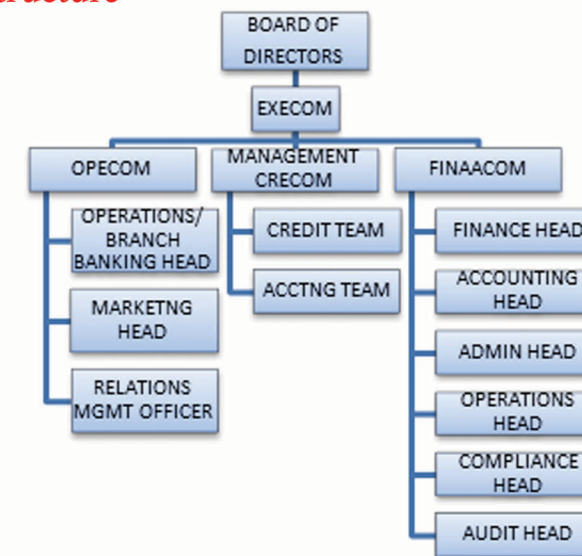 BOARD OF
DIRECTORS
EXECOM
OPECOM
MANAGEMENT
CRECOM
FINAACOM
OPERATIONS/
BRANCH
BANKING HEAD
MARKETNG
HEAD
RELATIONS
MGMT OFFICER
CREDIT TEAM
ACCTNG TEAM
FINANCE HEAD
ACCOUNTING
HEAD
ADMIN HEAD
OPERATIONS
HEAD
COMPLIANCE
HEAD
AUDIT HEAD